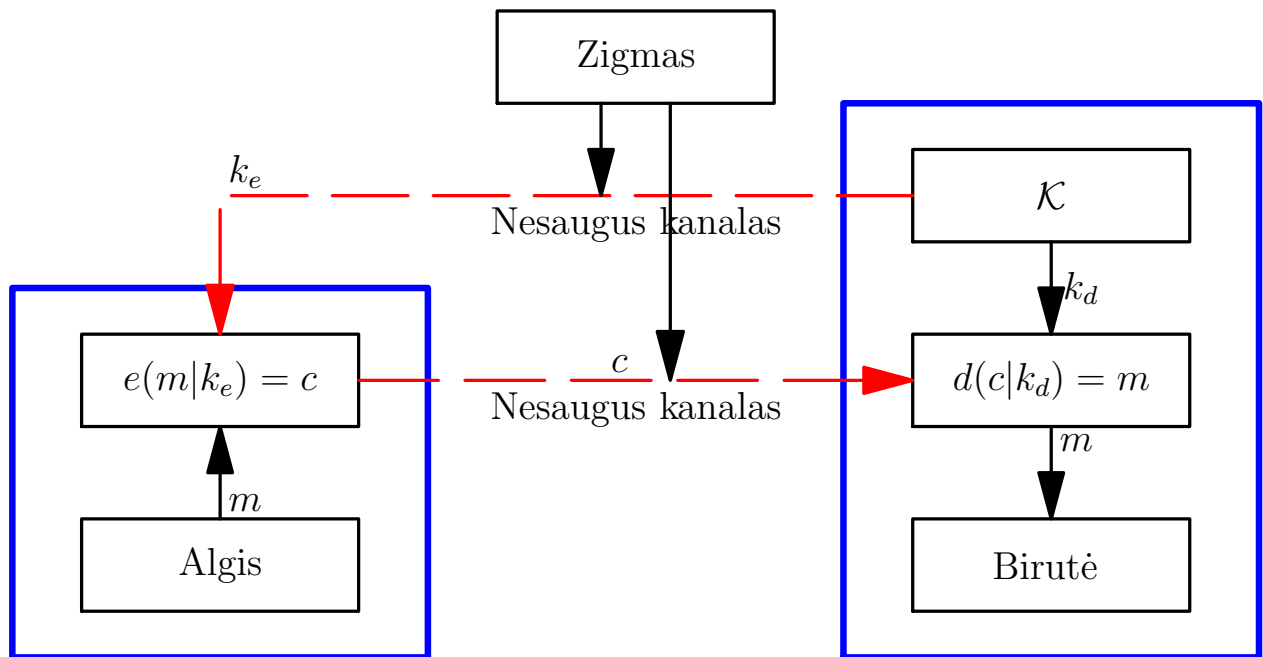 Zigmas
k_e
𝒦
Nesaugus kanalas
k_d
e(m|k_e) = c
c
d(c|k_d) = m
Nesaugus kanalas
m
m
Algis
Birutė